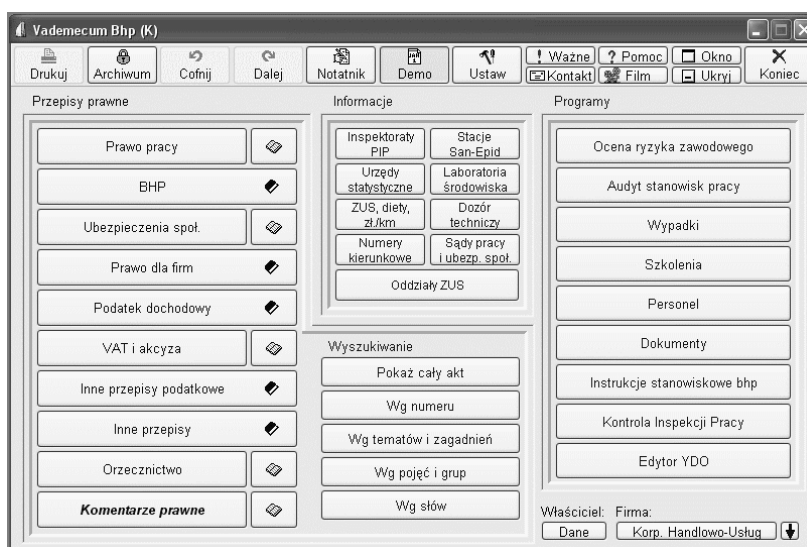 Vademecum Bhp (K)
Drukuj
Archiwum
Cofnij
Dalej
Notatnik
Demo
Ustaw
! Ważne
? Pomoc
Okno
Kontakt
Film
Ukryj
Koniec
Przepisy prawne
Prawo pracy
BHP
Ubezpieczenia społ.
Prawo dla firm
Podatek dochodowy
VAT i akcyza
Inne przepisy podatkowe
Inne przepisy
Orzecznictwo
Komentarze prawne
Informacje
Inspektoraty
PIP
Stacje
San-Epid
Urzędy
statystyczne
Laboratoria
środowiska
ZUS, diety,
zł./km
Dozór
techniczy
Numery
kierunkowe
Sądy pracy
i ubezp. społ.
Oddziały ZUS
Wyszukiwanie
Pokaż cały akt
Wg numeru
Wg tematów i zagadnień
Wg pojęć i grup
Wg słów
Programy
Ocena ryzyka zawodowego
Audyt stanowisk pracy
Wypadki
Szkolenia
Personel
Dokumenty
Instrukcje stanowiskowe bhp
Kontrola Inspekcji Pracy
Edytor YDO
Właściciel: Firma:
Dane
Korp. Handlowo-Usług